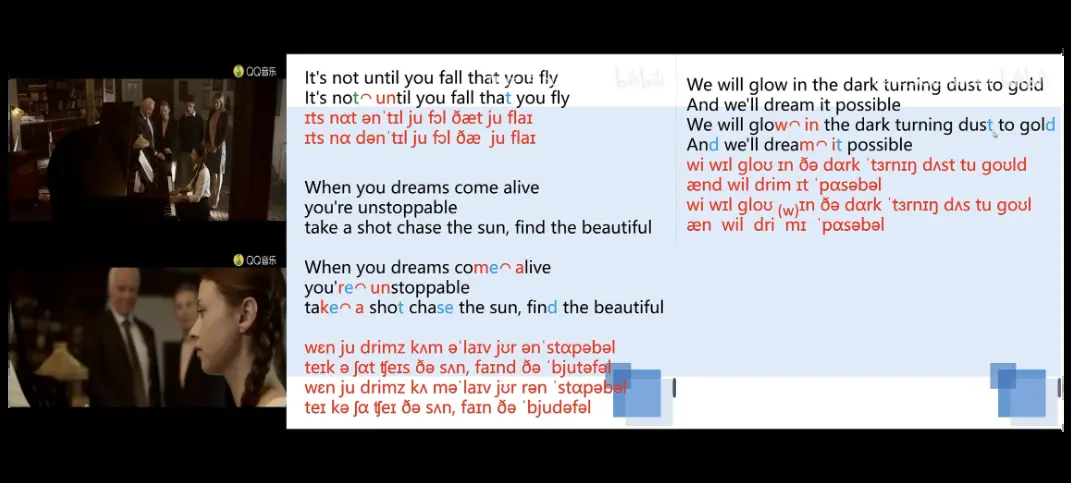 QQ音乐
QQ音乐
bilibili
It's not until you fall that you fly
It's not until you fall that you fly
ɪts nɑt ənˈtɪl ju fɔl ðæt ju flaɪ
ɪts nɑ dənˈtɪl ju fɔl ðæ ju flaɪ
When you dreams come alive
you're unstoppable
take a shot chase the sun, find the beautiful
When you dreams come alive
you're unstoppable
take a shot chase the sun, find the beautiful
wɛn ju drimz kʌm əˈlaɪv jʊr ənˈstɑpəbəl
teɪk ə ʃɑt ʧeɪs ðə sʌn, faɪnd ðə ˈbjutəfəl
wɛn ju drimz kʌ məˈlaɪv jʊr rən ˈstɑpəbəl
teɪ kə ʃɑ ʧeɪ ðə sʌn, faɪn ðə ˈbjudəfəl
bilibili
We will glow in the dark turning dust to gold
And we'll dream it possible
We will glow in the dark turning dust to gold
And we'll dream it possible
wi wɪl gloʊ ɪn ðə dɑrk ˈtɜrnɪŋ dʌst tu goʊld
ænd wil drim ɪt ˈpɑsəbəl
wi wɪl gloʊ (w)ɪn ðə dɑrk ˈtɜrnɪŋ dʌs tu goʊl
æn wil dri mɪ ˈpɑsəbəl